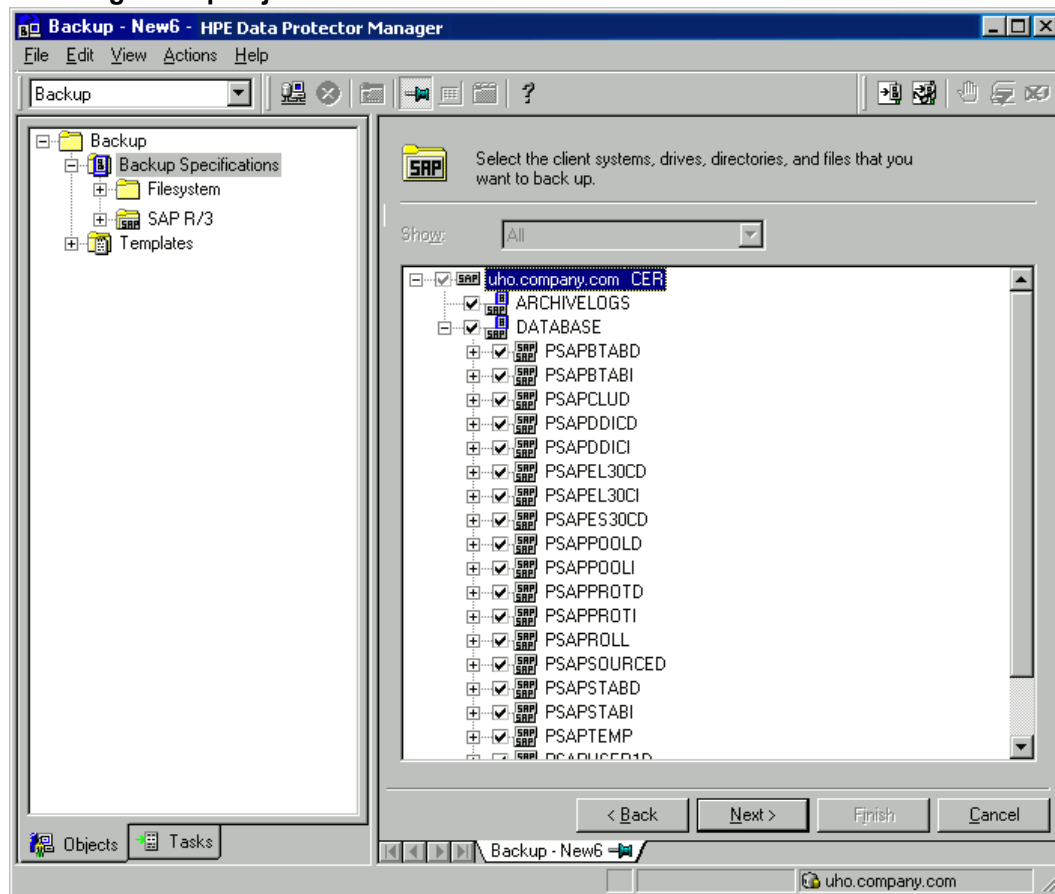 Backup - New6 - HPE Data Protector Manager
File Edit View Actions Help
Backup
?
Backup
Backup Specifications
Filesystem
SAP R/3
Templates
SAP
Select the client systems, drives, directories, and files that you
want to back up.
Show:
All
uho.company.com CER
ARCHIVELOGS
DATABASE
PSAPBTABD
PSAPBTABI
PSAPCLUD
PSAPDDICD
PSAPDDICI
PSAPEL30CD
PSAPEL30CI
PSAPES30CD
PSAPPOOLD
PSAPPOOLI
PSAPPROTD
PSAPPROTI
PSAPROLL
PSAPSOURCED
PSAPSTABD
PSAPSTABI
PSAPTEMP
< Back
Next >
Finish
Cancel
Objects
Tasks
Backup - New6
uho.company.com